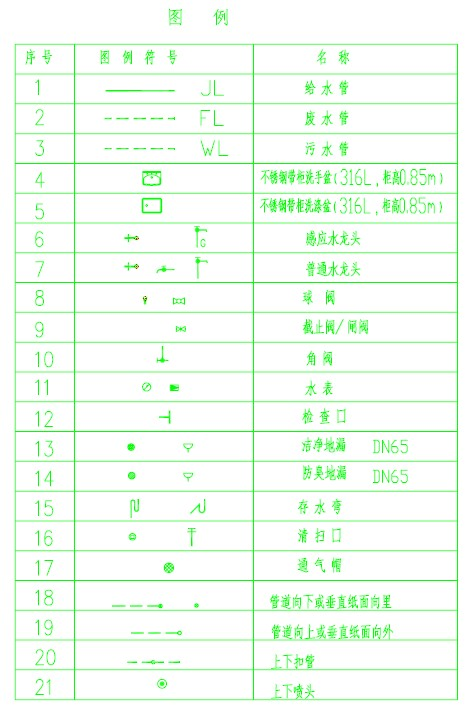 图 例
序号 图例符号 名称
1 JL 给水管
2 FL 废水管
3 WL 污水管
4 不锈钢带柜洗手盆(316L,柜高0.85m)
5 不锈钢带柜洗涤盆(316L,柜高0.85m)
6 G 感应水龙头
7 普通水龙头
8 球阀
9 截止阀/闸阀
10 角阀
11 水表
12 检查口
13 洁净地漏 DN65
14 防臭地漏 DN65
15 存水弯
16 清扫口
17 通气帽
18 管道向下或垂直纸面向里
19 管道向上或垂直纸面向外
20 上下扣管
21 上下喷头